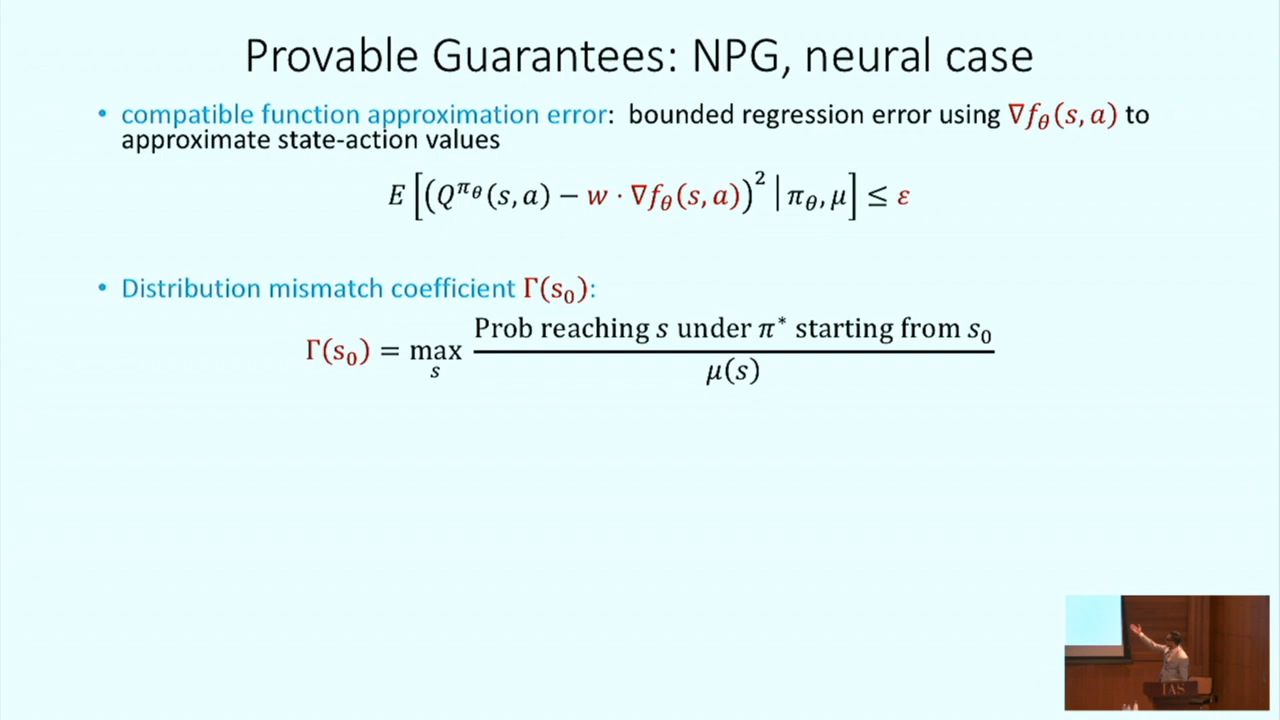 Provable Guarantees: NPG, neural case
• compatible function approximation error: bounded regression error using ∇f_θ(s, a) to
approximate state-action values
E[(Q^{π_θ}(s, a) − w · ∇f_θ(s, a))² | π_θ, μ] ≤ ε
• Distribution mismatch coefficient Γ(s₀):
Γ(s₀) = max_s (Prob reaching s under π* starting from s₀) / μ(s)
IAS